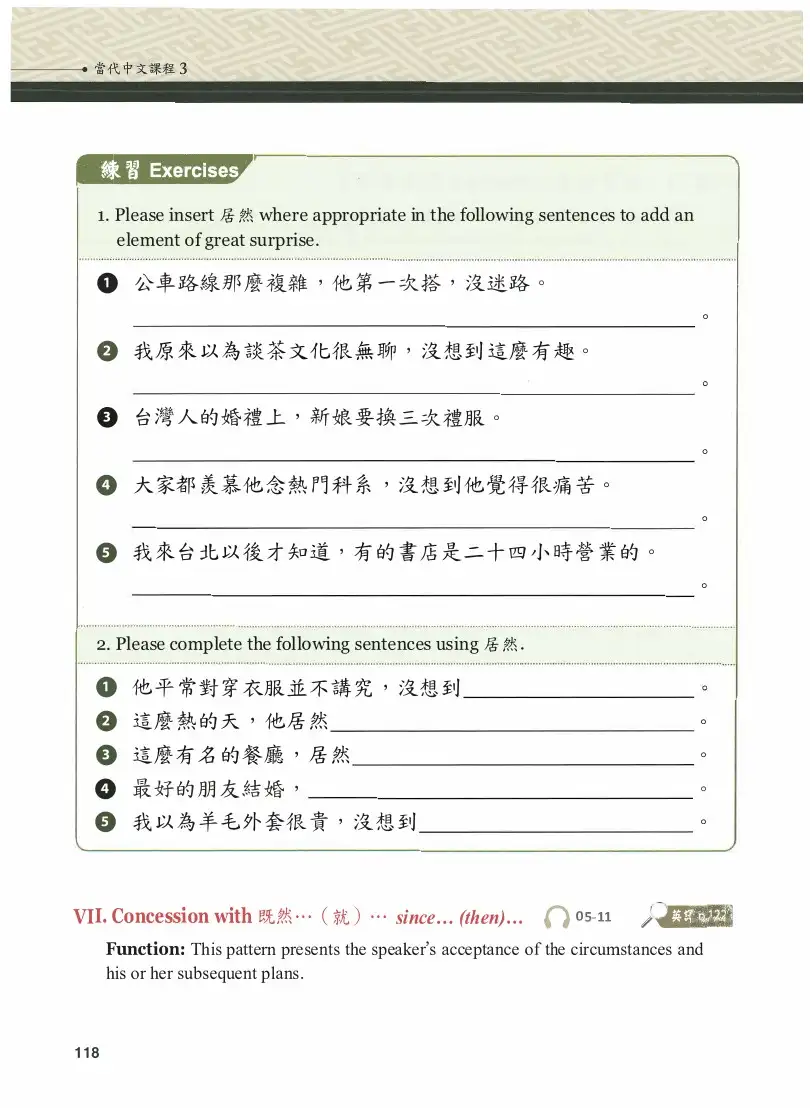 • 當代中文課程 3
練習 Exercises
1. Please insert 居然 where appropriate in the following sentences to add an
element of great surprise.
1 公車路線那麼複雜，他第一次搭，沒迷路。
。
2 我原來以為談茶文化很無聊，沒想到這麼有趣。
。
3 台灣人的婚禮上，新娘要換三次禮服。
。
4 大家都羨慕他念熱門科系，沒想到他覺得很痛苦。
。
5 我來台北以後才知道，有的書店是二十四小時營業的。
。
2. Please complete the following sentences using 居然.
1 他平常對穿衣服並不講究，沒想到。
2 這麼熱的天，他居然。
3 這麼有名的餐廳，居然。
4 最好的朋友結婚，。
5 我以為羊毛外套很貴，沒想到。
VII. Concession with 既然…（就）… since… (then)… 05-11 p.122
Function: This pattern presents the speaker's acceptance of the circumstances and
his or her subsequent plans.
118